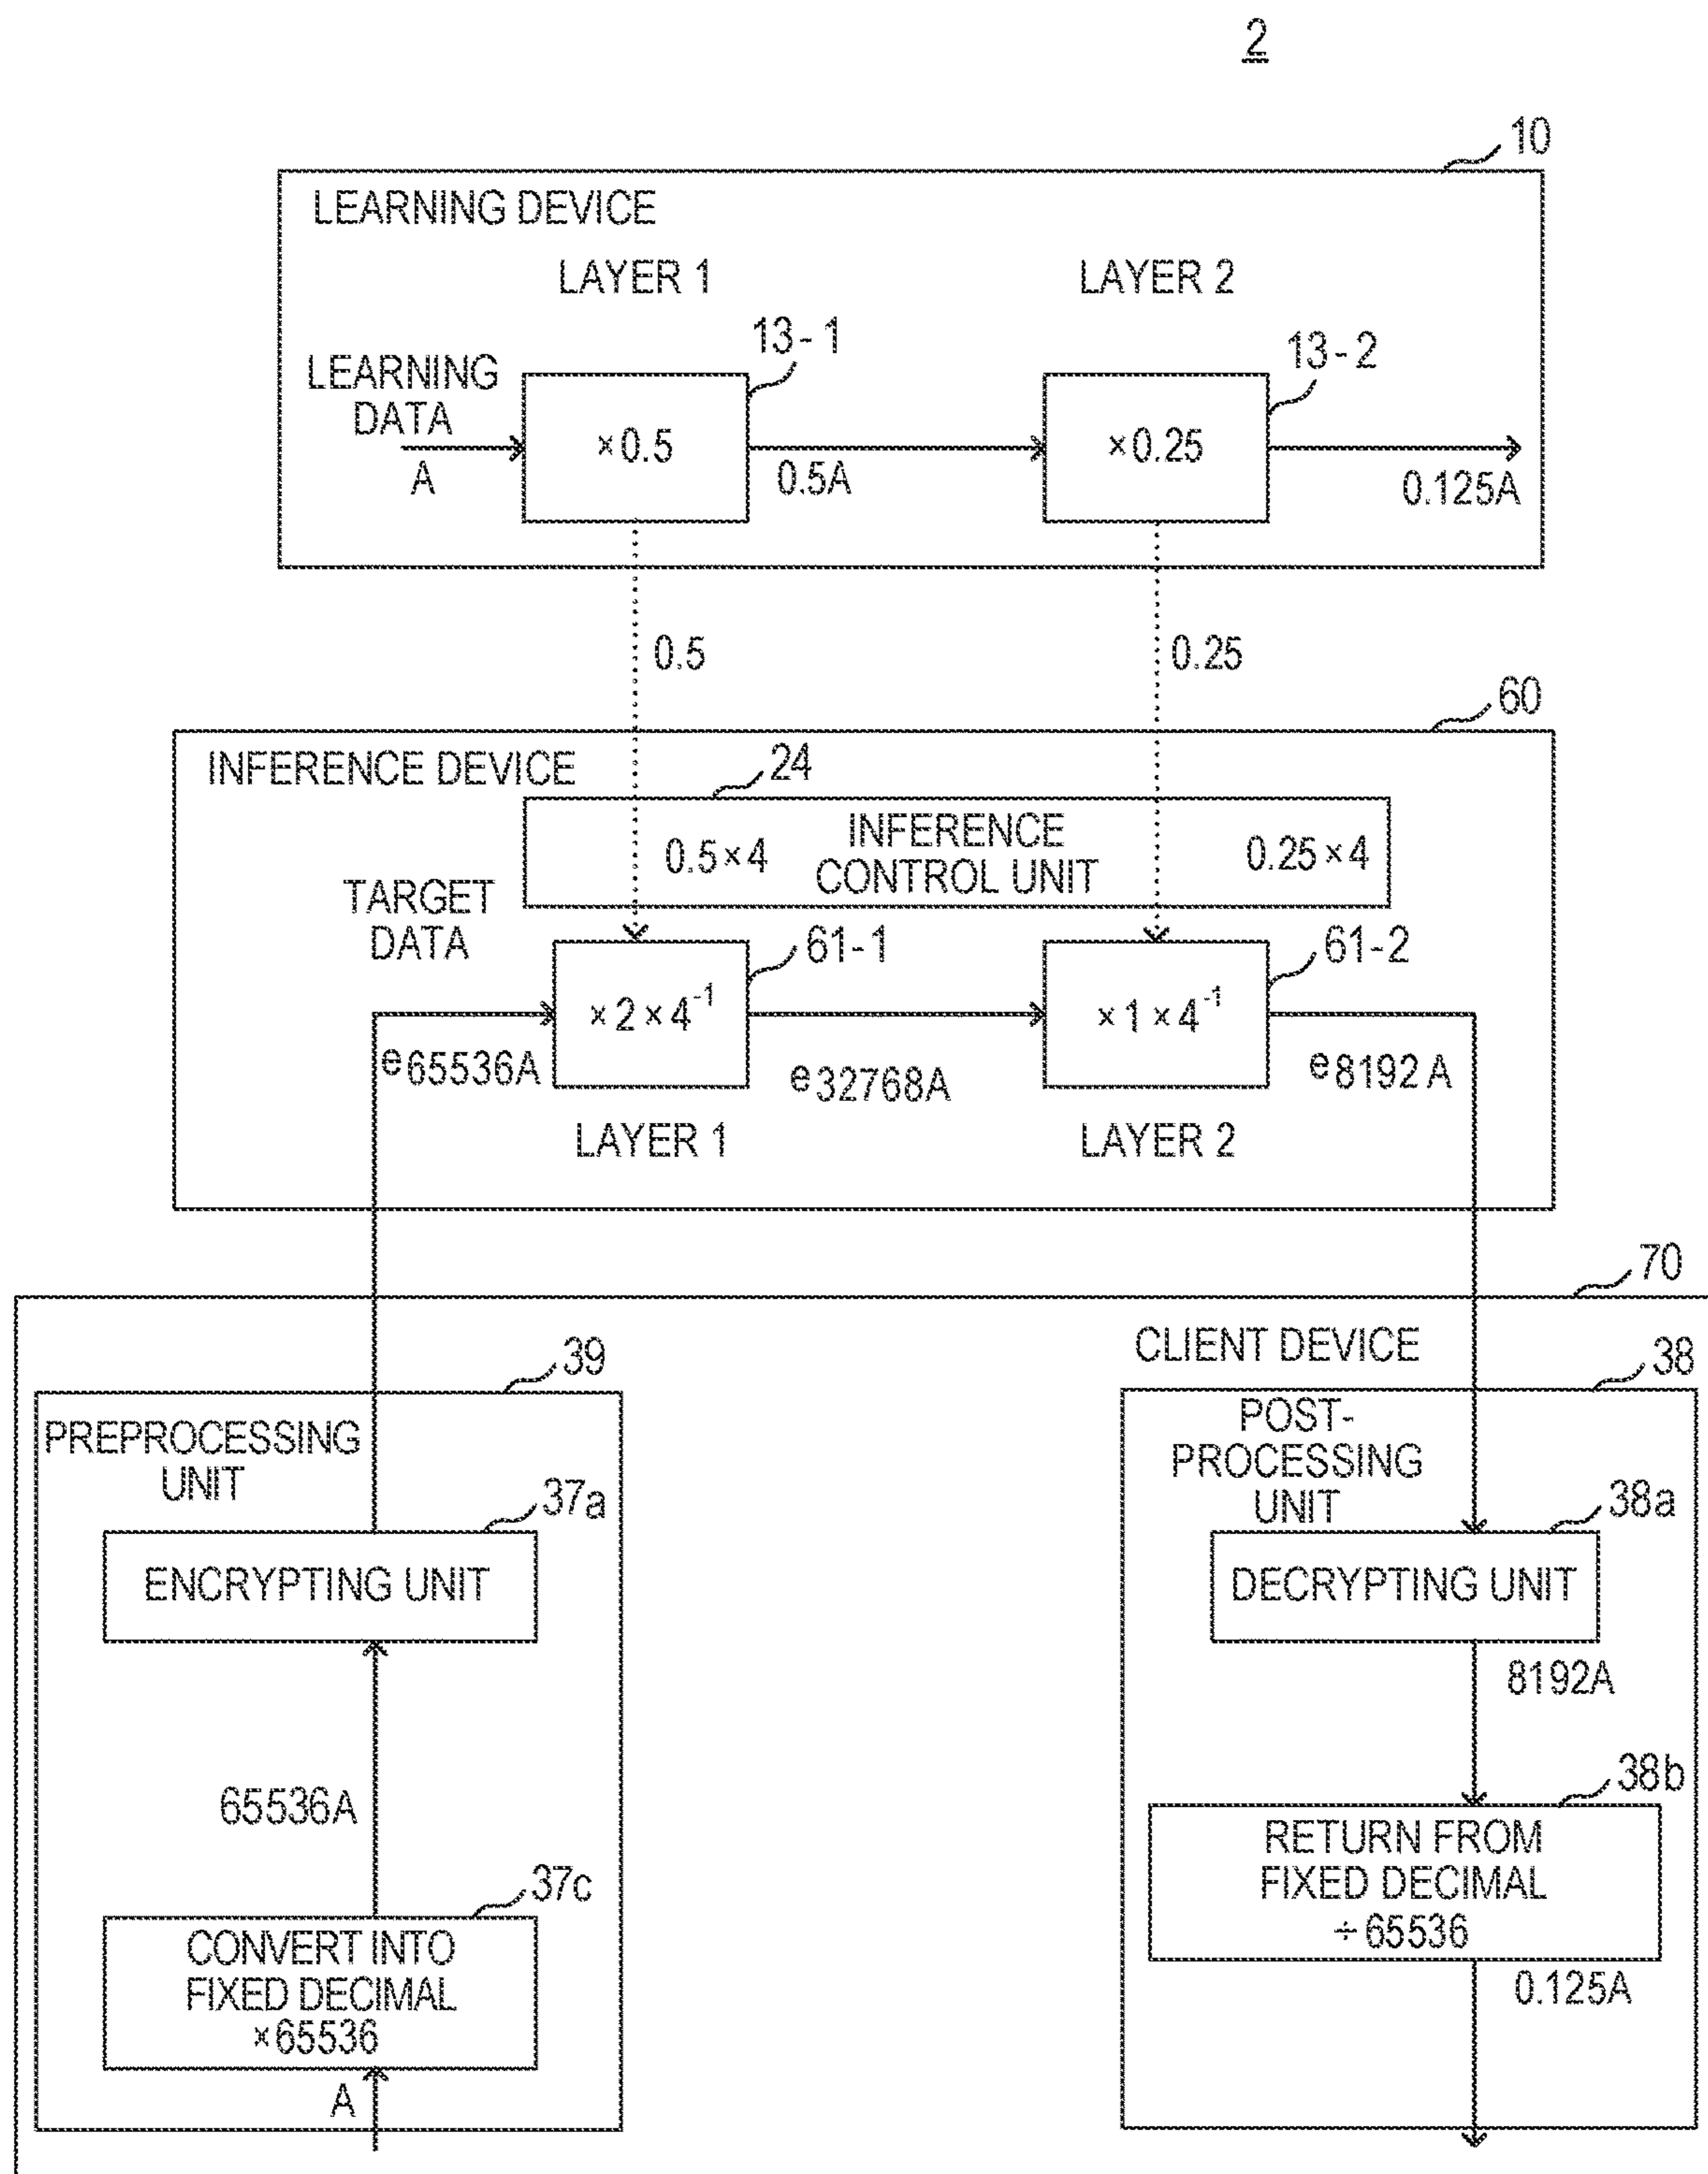 2
10
LEARNING DEVICE
LAYER 1
LAYER 2
13-1
13-2
LEARNING
DATA
A
×0.5
0.5A
×0.25
0.125A
0.5
0.25
60
INFERENCE DEVICE
24
0.5×4
INFERENCE
CONTROL UNIT
0.25×4
TARGET
DATA
61-1
61-2
×2×4⁻¹
×1×4⁻¹
e65536A
e32768A
e8192A
LAYER 1
LAYER 2
70
CLIENT DEVICE
39
PREPROCESSING
UNIT
37a
ENCRYPTING UNIT
65536A
37c
CONVERT INTO
FIXED DECIMAL
×65536
A
38
POST-
PROCESSING
UNIT
38a
DECRYPTING UNIT
8192A
38b
RETURN FROM
FIXED DECIMAL
÷65536
0.125A